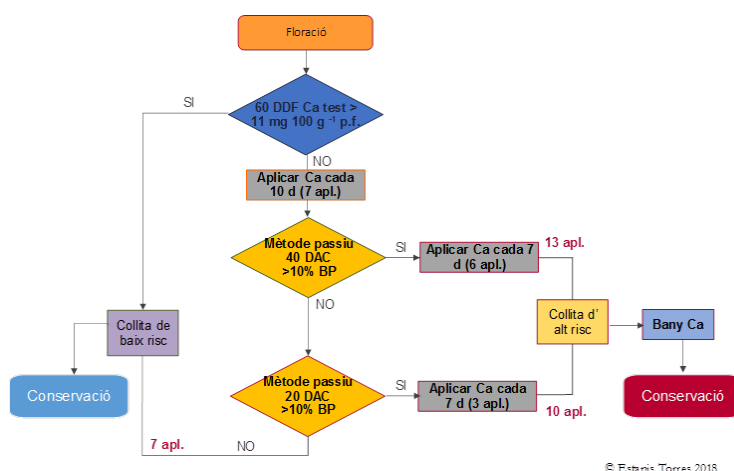 Floració
SI
60 DDF Ca test >
11 mg 100 g⁻¹ p.f.
NO
Aplicar Ca cada
10 d (7 apl.)
Mètode passiu
40 DAC
>10% BP
SI
Aplicar Ca cada 7
d (6 apl.)
13 apl.
NO
Collita de
baix risc
Collita d'
alt risc
Bany Ca
Conservació
Mètode passiu
20 DAC
>10% BP
SI
Aplicar Ca cada
7 d (3 apl.)
10 apl.
Conservació
7 apl.
NO
© Estanis Torres 2018